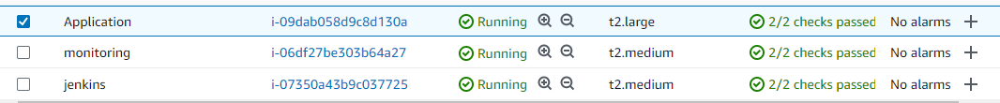 Application i-09dab058d9c8d130a Running t2.large 2/2 checks passed No alarms
monitoring i-06df27be303b64a27 Running t2.medium 2/2 checks passed No alarms
jenkins i-07350a43b9c037725 Running t2.medium 2/2 checks passed No alarms